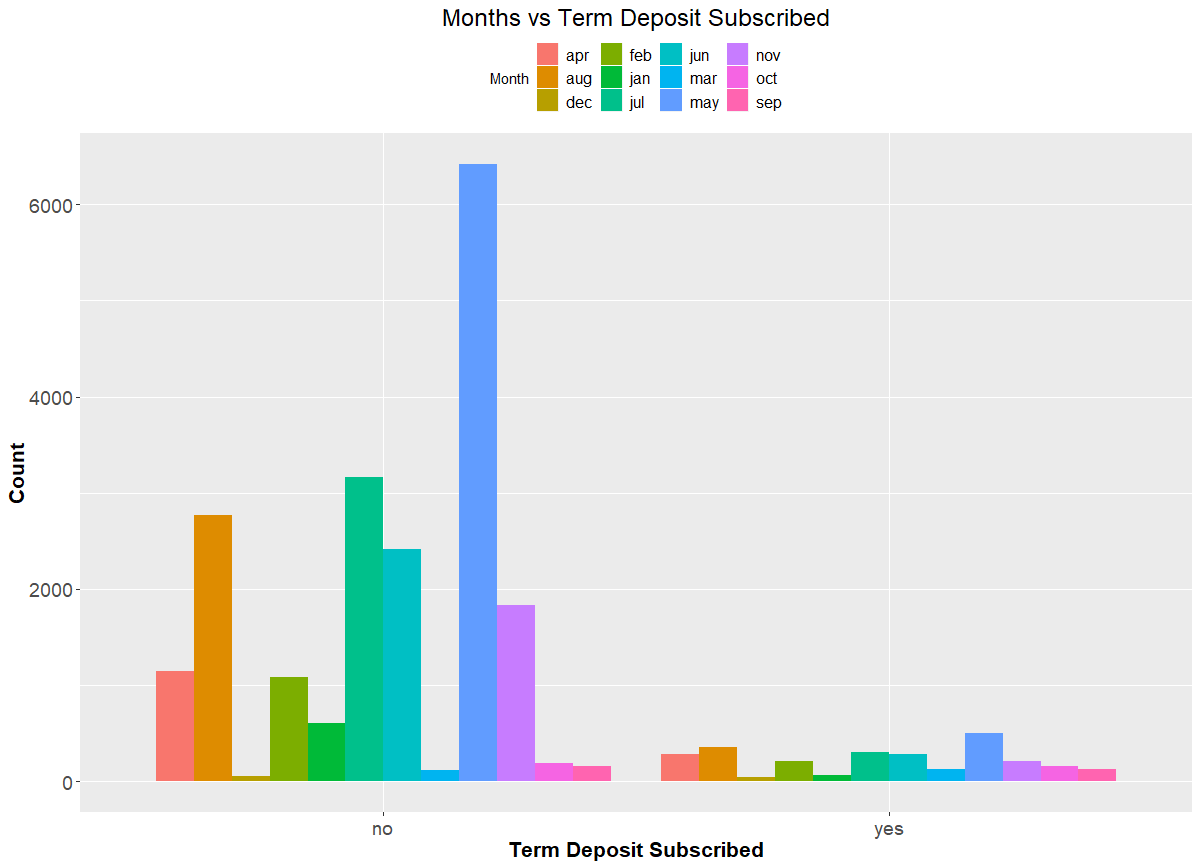 Months vs Term Deposit Subscribed
apr feb jun nov
Month aug jan mar oct
dec jul may sep
6000
4000
2000
0
Count
no yes
Term Deposit Subscribed